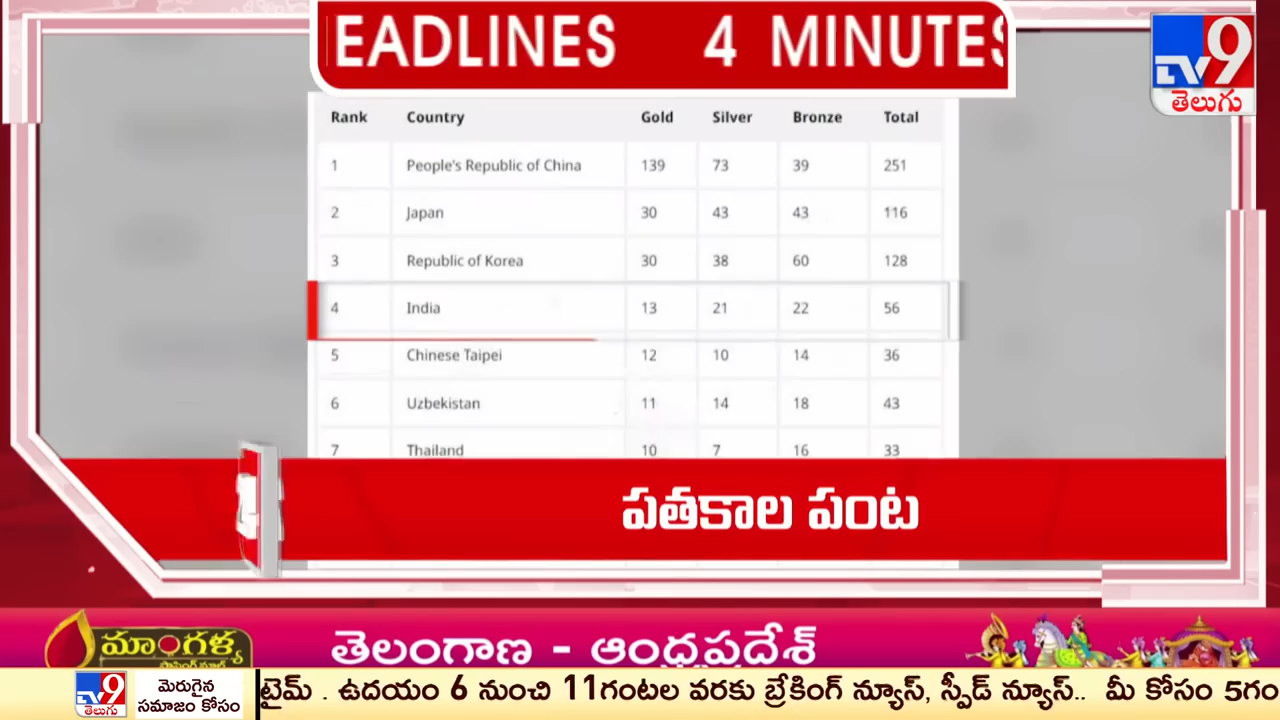 EADLINES 4 MINUTES
TV9
తెలుగు
Rank Country Gold Silver Bronze Total
1 People's Republic of China 139 73 39 251
2 Japan 30 43 43 116
3 Republic of Korea 30 38 60 128
4 India 13 21 22 56
5 Chinese Taipei 12 10 14 36
6 Uzbekistan 11 14 18 43
7 Thailand 10 7 16 33
పతకాల పంట
మాంగళ్య
షాపింగ్ మాల్
తెలంగాణ - ఆంధ్రప్రదేశ్
TV9
తెలుగు
మెరుగైన
సమాజం కోసం
టైమ్ . ఉదయం 6 నుంచి 11గంటల వరకు బ్రేకింగ్ న్యూస్, స్పీడ్ న్యూస్.. మీ కోసం 5గం